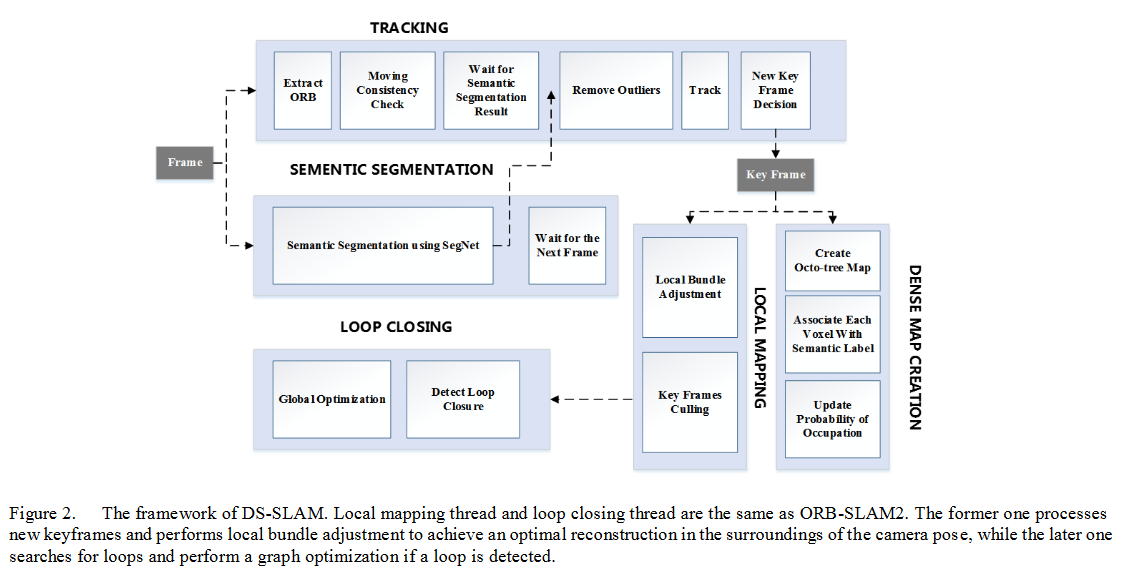 TRACKING
Extract
ORB
Moving
Consistency
Check
Wait for
Semantic
Segmentation
Result
Remove Outliers
Track
New Key
Frame
Decision
Frame
SEMENTIC SEGMENTATION
Key Frame
Semantic Segmentation using SegNet
Wait for the
Next Frame
LOOP CLOSING
Global Optimization
Detect Loop
Closure
Local Bundle
Adjustment
Key Frames
Culling
LOCAL MAPPING
Create
Octo-tree Map
Associate Each
Voxel With
Semantic Label
Update
Probability of
Occupation
DENSE MAP CREATION
Figure 2. The framework of DS-SLAM. Local mapping thread and loop closing thread are the same as ORB-SLAM2. The former one processes
new keyframes and performs local bundle adjustment to achieve an optimal reconstruction in the surroundings of the camera pose, while the later one
searches for loops and perform a graph optimization if a loop is detected.